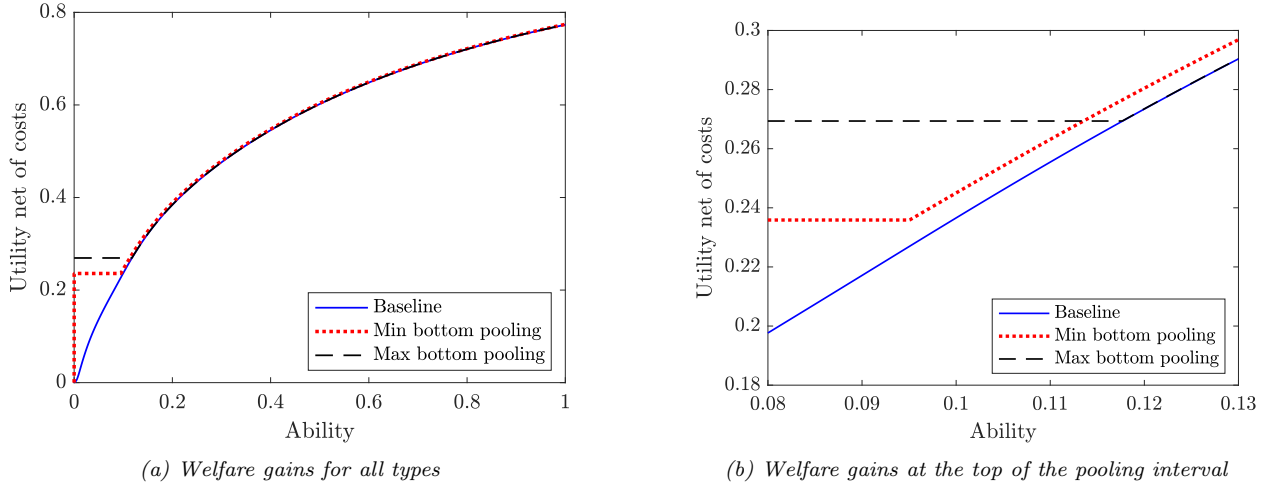 0.8
0.6
0.4
0.2
0
Utility net of costs
0
0.2
0.4
0.6
0.8
1
Ability
Baseline
Min bottom pooling
Max bottom pooling
(a) Welfare gains for all types
0.3
0.28
0.26
0.24
0.22
0.2
0.18
Utility net of costs
0.08
0.09
0.1
0.11
0.12
0.13
Ability
Baseline
Min bottom pooling
Max bottom pooling
(b) Welfare gains at the top of the pooling interval